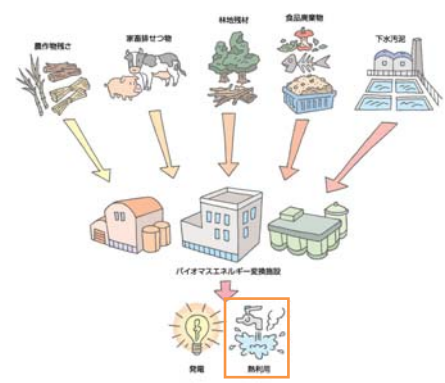 農作物残さ
家畜排せつ物
林地残材
食品廃棄物
下水汚泥
バイオマスエネルギー変換施設
発電
熱利用